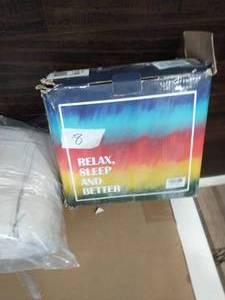 8
RELAX,
SLEEP
AND
BETTER